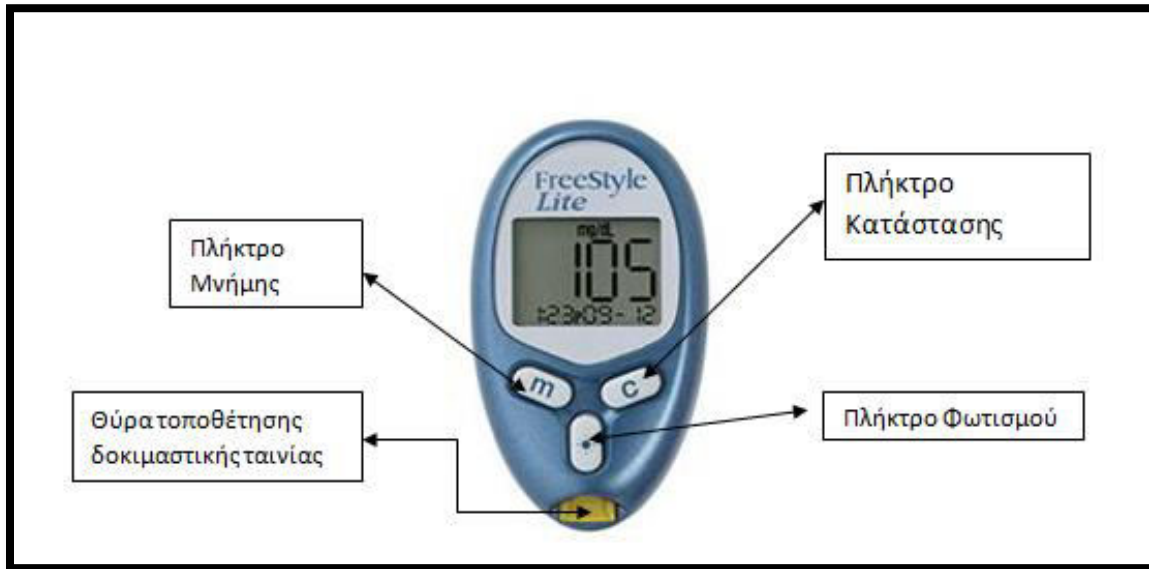 FreeStyle
Lite
mg/dL
105
Πλήκτρο
Μνήμης
Πλήκτρο
Κατάστασης
m
c
Θύρα τοποθέτησης
δοκιμαστικής ταινίας
Πλήκτρο Φωτισμού